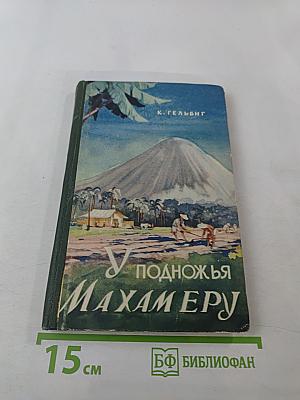 К. ГЕЛЬБИГ
У ПОДНОЖЬЯ
МАХАМЕРУ
15 см
БФ БИБЛИОФАН